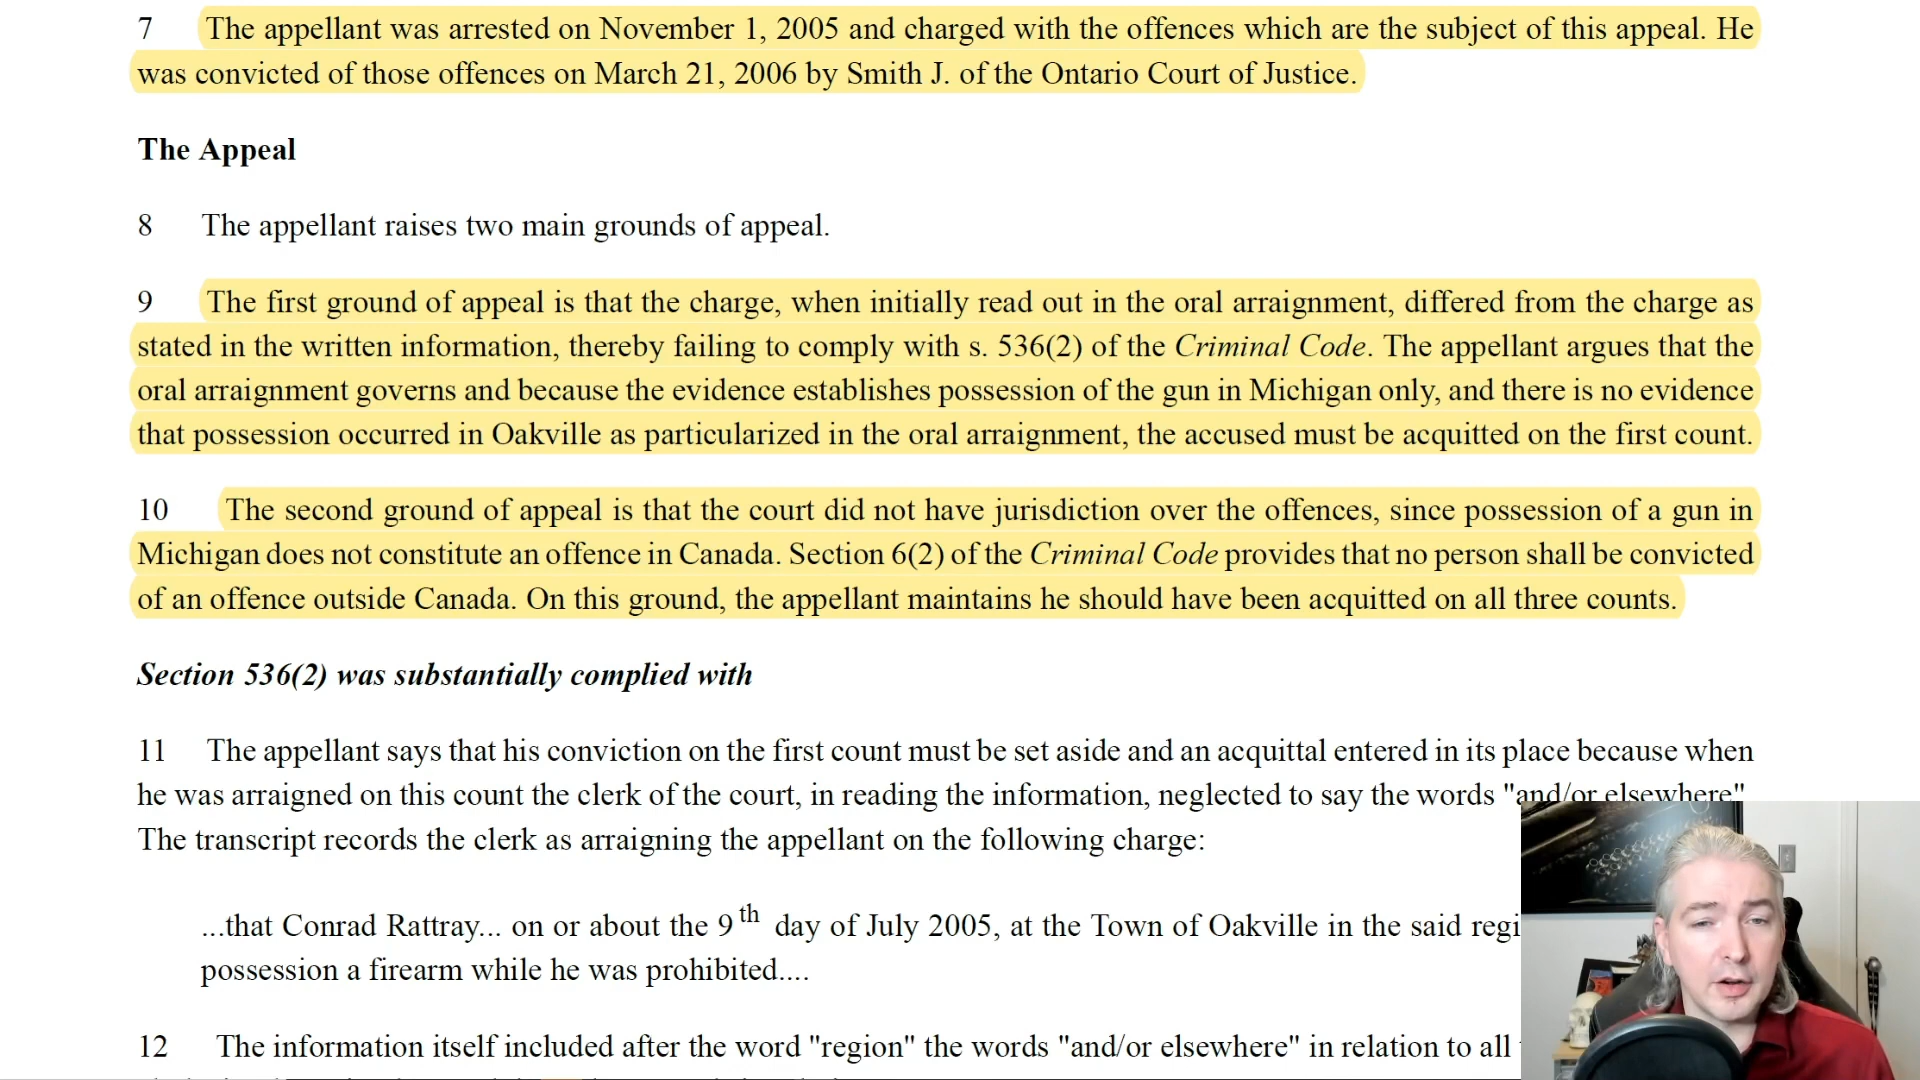 7 The appellant was arrested on November 1, 2005 and charged with the offences which are the subject of this appeal. He
was convicted of those offences on March 21, 2006 by Smith J. of the Ontario Court of Justice.
The Appeal
8 The appellant raises two main grounds of appeal.
9 The first ground of appeal is that the charge, when initially read out in the oral arraignment, differed from the charge as
stated in the written information, thereby failing to comply with s. 536(2) of the Criminal Code. The appellant argues that the
oral arraignment governs and because the evidence establishes possession of the gun in Michigan only, and there is no evidence
that possession occurred in Oakville as particularized in the oral arraignment, the accused must be acquitted on the first count.
10 The second ground of appeal is that the court did not have jurisdiction over the offences, since possession of a gun in
Michigan does not constitute an offence in Canada. Section 6(2) of the Criminal Code provides that no person shall be convicted
of an offence outside Canada. On this ground, the appellant maintains he should have been acquitted on all three counts.
Section 536(2) was substantially complied with
11 The appellant says that his conviction on the first count must be set aside and an acquittal entered in its place because when
he was arraigned on this count the clerk of the court, in reading the information, neglected to say the words "and/or elsewhere"
The transcript records the clerk as arraigning the appellant on the following charge:
...that Conrad Rattray... on or about the 9th day of July 2005, at the Town of Oakville in the said regi
possession a firearm while he was prohibited....
12 The information itself included after the word "region" the words "and/or elsewhere" in relation to all